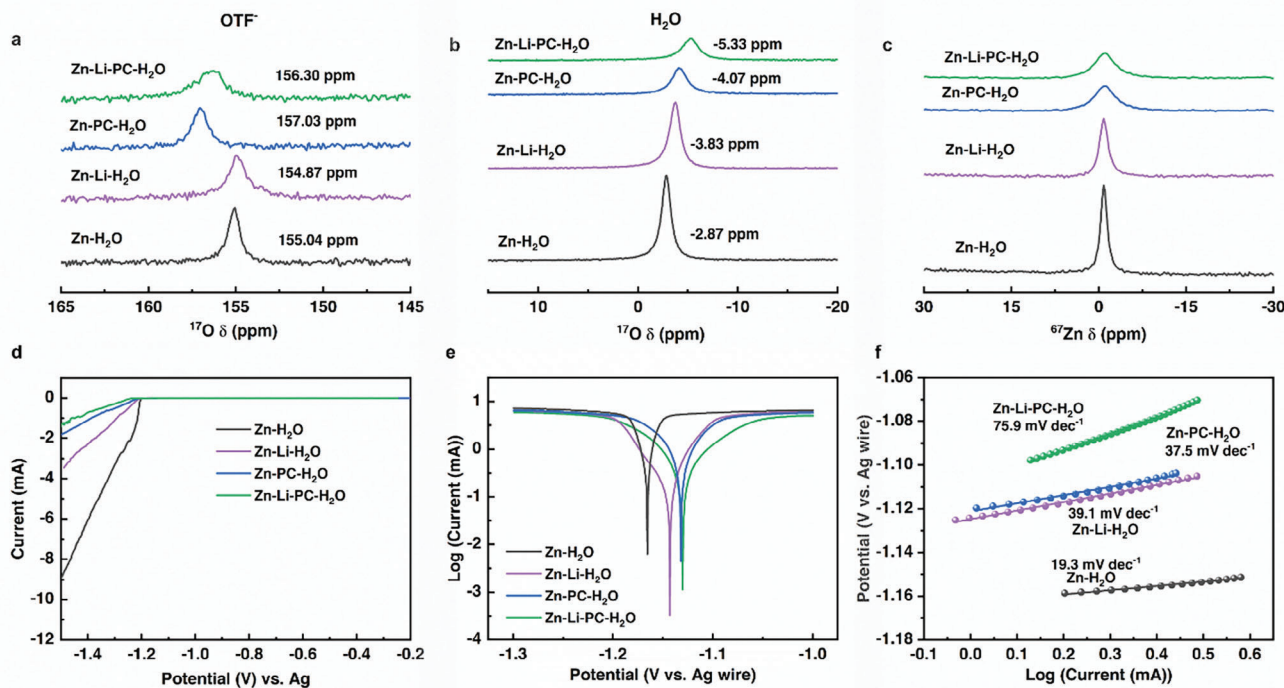 OTF⁻
H₂O
a
Zn-Li-PC-H₂O
156.30 ppm
Zn-PC-H₂O
157.03 ppm
Zn-Li-H₂O
154.87 ppm
Zn-H₂O
155.04 ppm
165 160 155 150 145
¹⁷O δ (ppm)
b
Zn-Li-PC-H₂O
-5.33 ppm
Zn-PC-H₂O
-4.07 ppm
Zn-Li-H₂O
-3.83 ppm
Zn-H₂O
-2.87 ppm
10 0 -10 -20
¹⁷O δ (ppm)
c
Zn-Li-PC-H₂O
Zn-PC-H₂O
Zn-Li-H₂O
Zn-H₂O
30 15 0 -15 -30
⁶⁷Zn δ (ppm)
d
Current (mA)
0
-2
-4
-6
-8
-10
-12
Zn-H₂O
Zn-Li-H₂O
Zn-PC-H₂O
Zn-Li-PC-H₂O
-1.4 -1.2 -1.0 -0.8 -0.6 -0.4 -0.2
Potential (V) vs. Ag
e
Log (Current (mA))
2
1
0
-1
-2
-3
-4
Zn-H₂O
Zn-Li-H₂O
Zn-PC-H₂O
Zn-Li-PC-H₂O
-1.3 -1.2 -1.1 -1.0
Potential (V vs. Ag wire)
f
Potential (V vs. Ag wire)
-1.06
-1.08
-1.10
-1.12
-1.14
-1.16
-1.18
Zn-Li-PC-H₂O
75.9 mV dec⁻¹
Zn-PC-H₂O
37.5 mV dec⁻¹
39.1 mV dec⁻¹
Zn-Li-H₂O
19.3 mV dec⁻¹
Zn-H₂O
-0.1 0.0 0.1 0.2 0.3 0.4 0.5 0.6
Log (Current (mA))